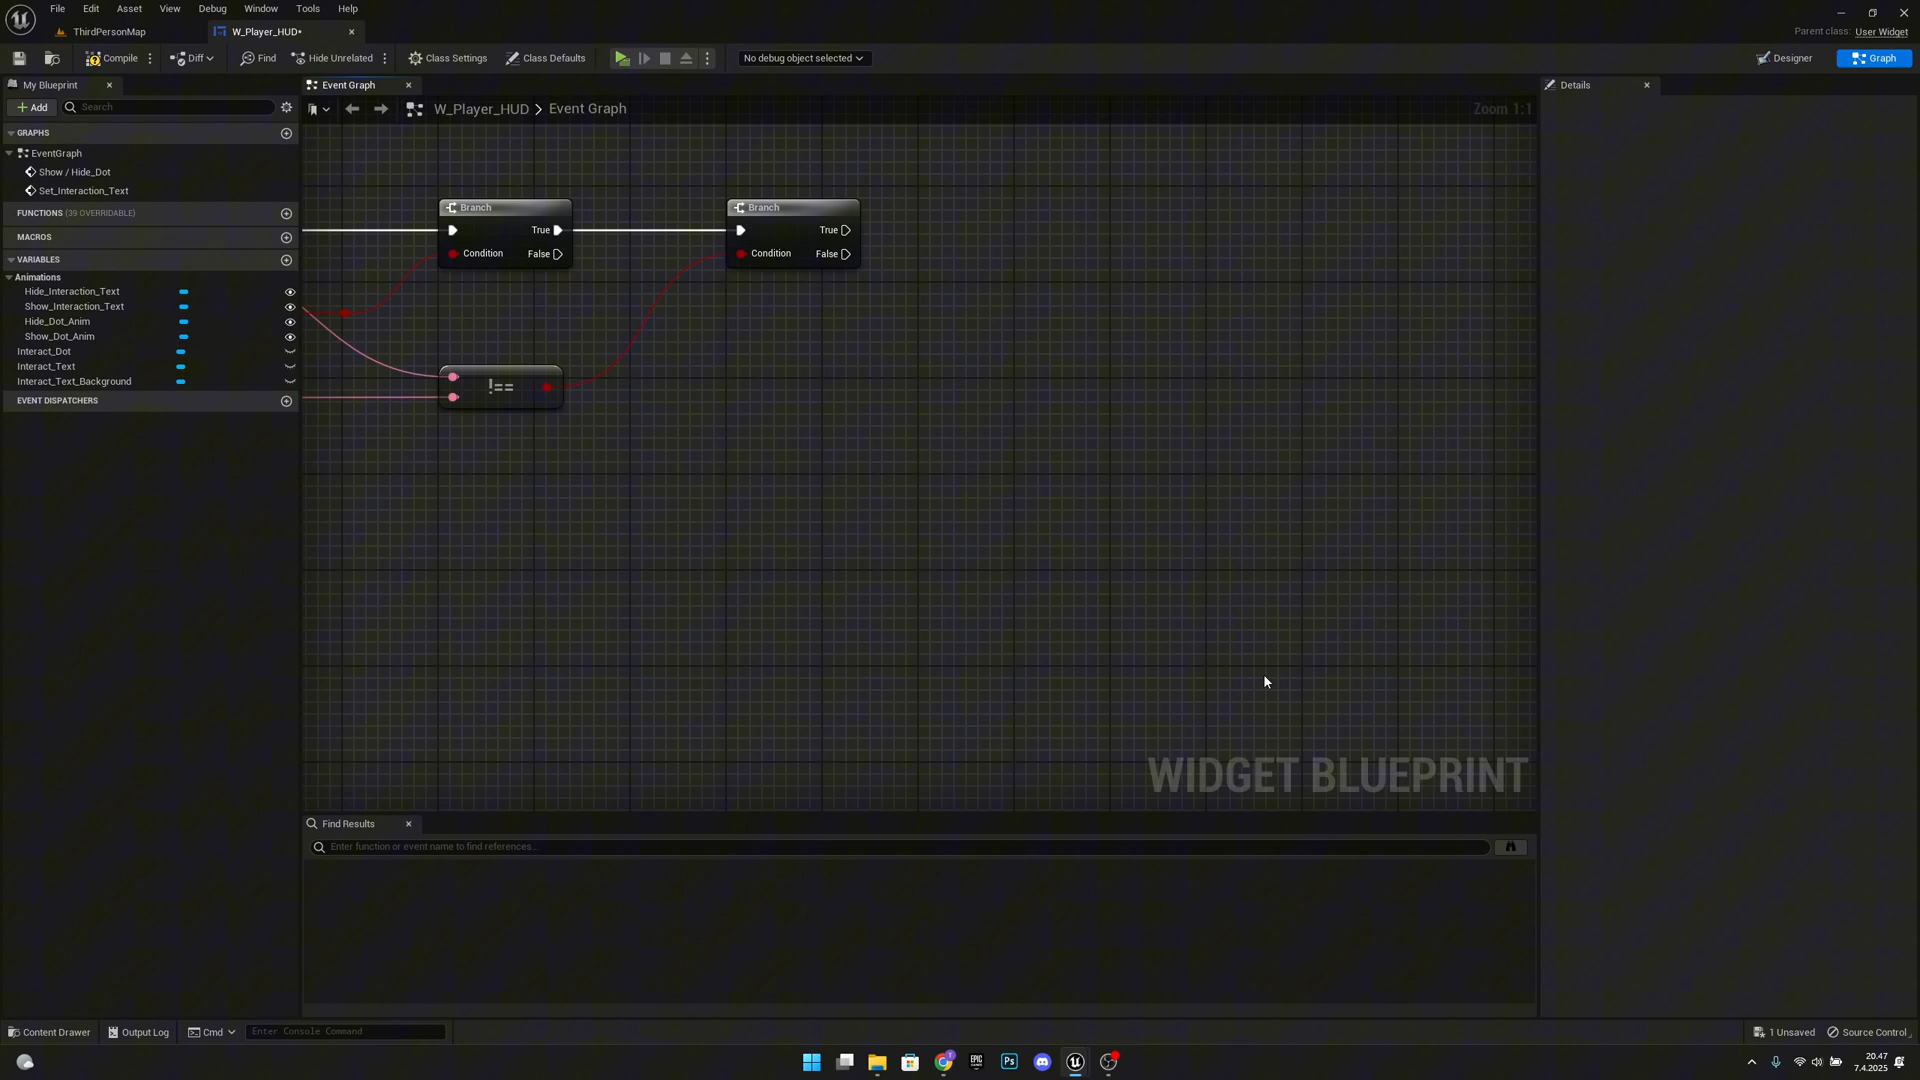 File Edit Asset View Debug Window Tools Help
ThirdPersonMap
W_Player_HUD*
Parent class: User Widget
Compile Diff Find Hide Unrelated Class Settings Class Defaults No debug object selected Designer Graph
My Blueprint
Event Graph
Details
Add Search
W_Player_HUD > Event Graph
Zoom 1:1
GRAPHS
EventGraph
Show / Hide_Dot
Set_Interaction_Text
FUNCTIONS (39 OVERRIDABLE)
MACROS
VARIABLES
Animations
Hide_Interaction_Text
Show_Interaction_Text
Hide_Dot_Anim
Show_Dot_Anim
Interact_Dot
Interact_Text
Interact_Text_Background
EVENT DISPATCHERS
Branch
True
Condition False
Branch
True
Condition False
!==
WIDGET BLUEPRINT
Find Results
Enter function or event name to find references...
Content Drawer Output Log Cmd Enter Console Command
1 Unsaved Source Control
EPIC GAMES
Ps
20.47
7.4.2025